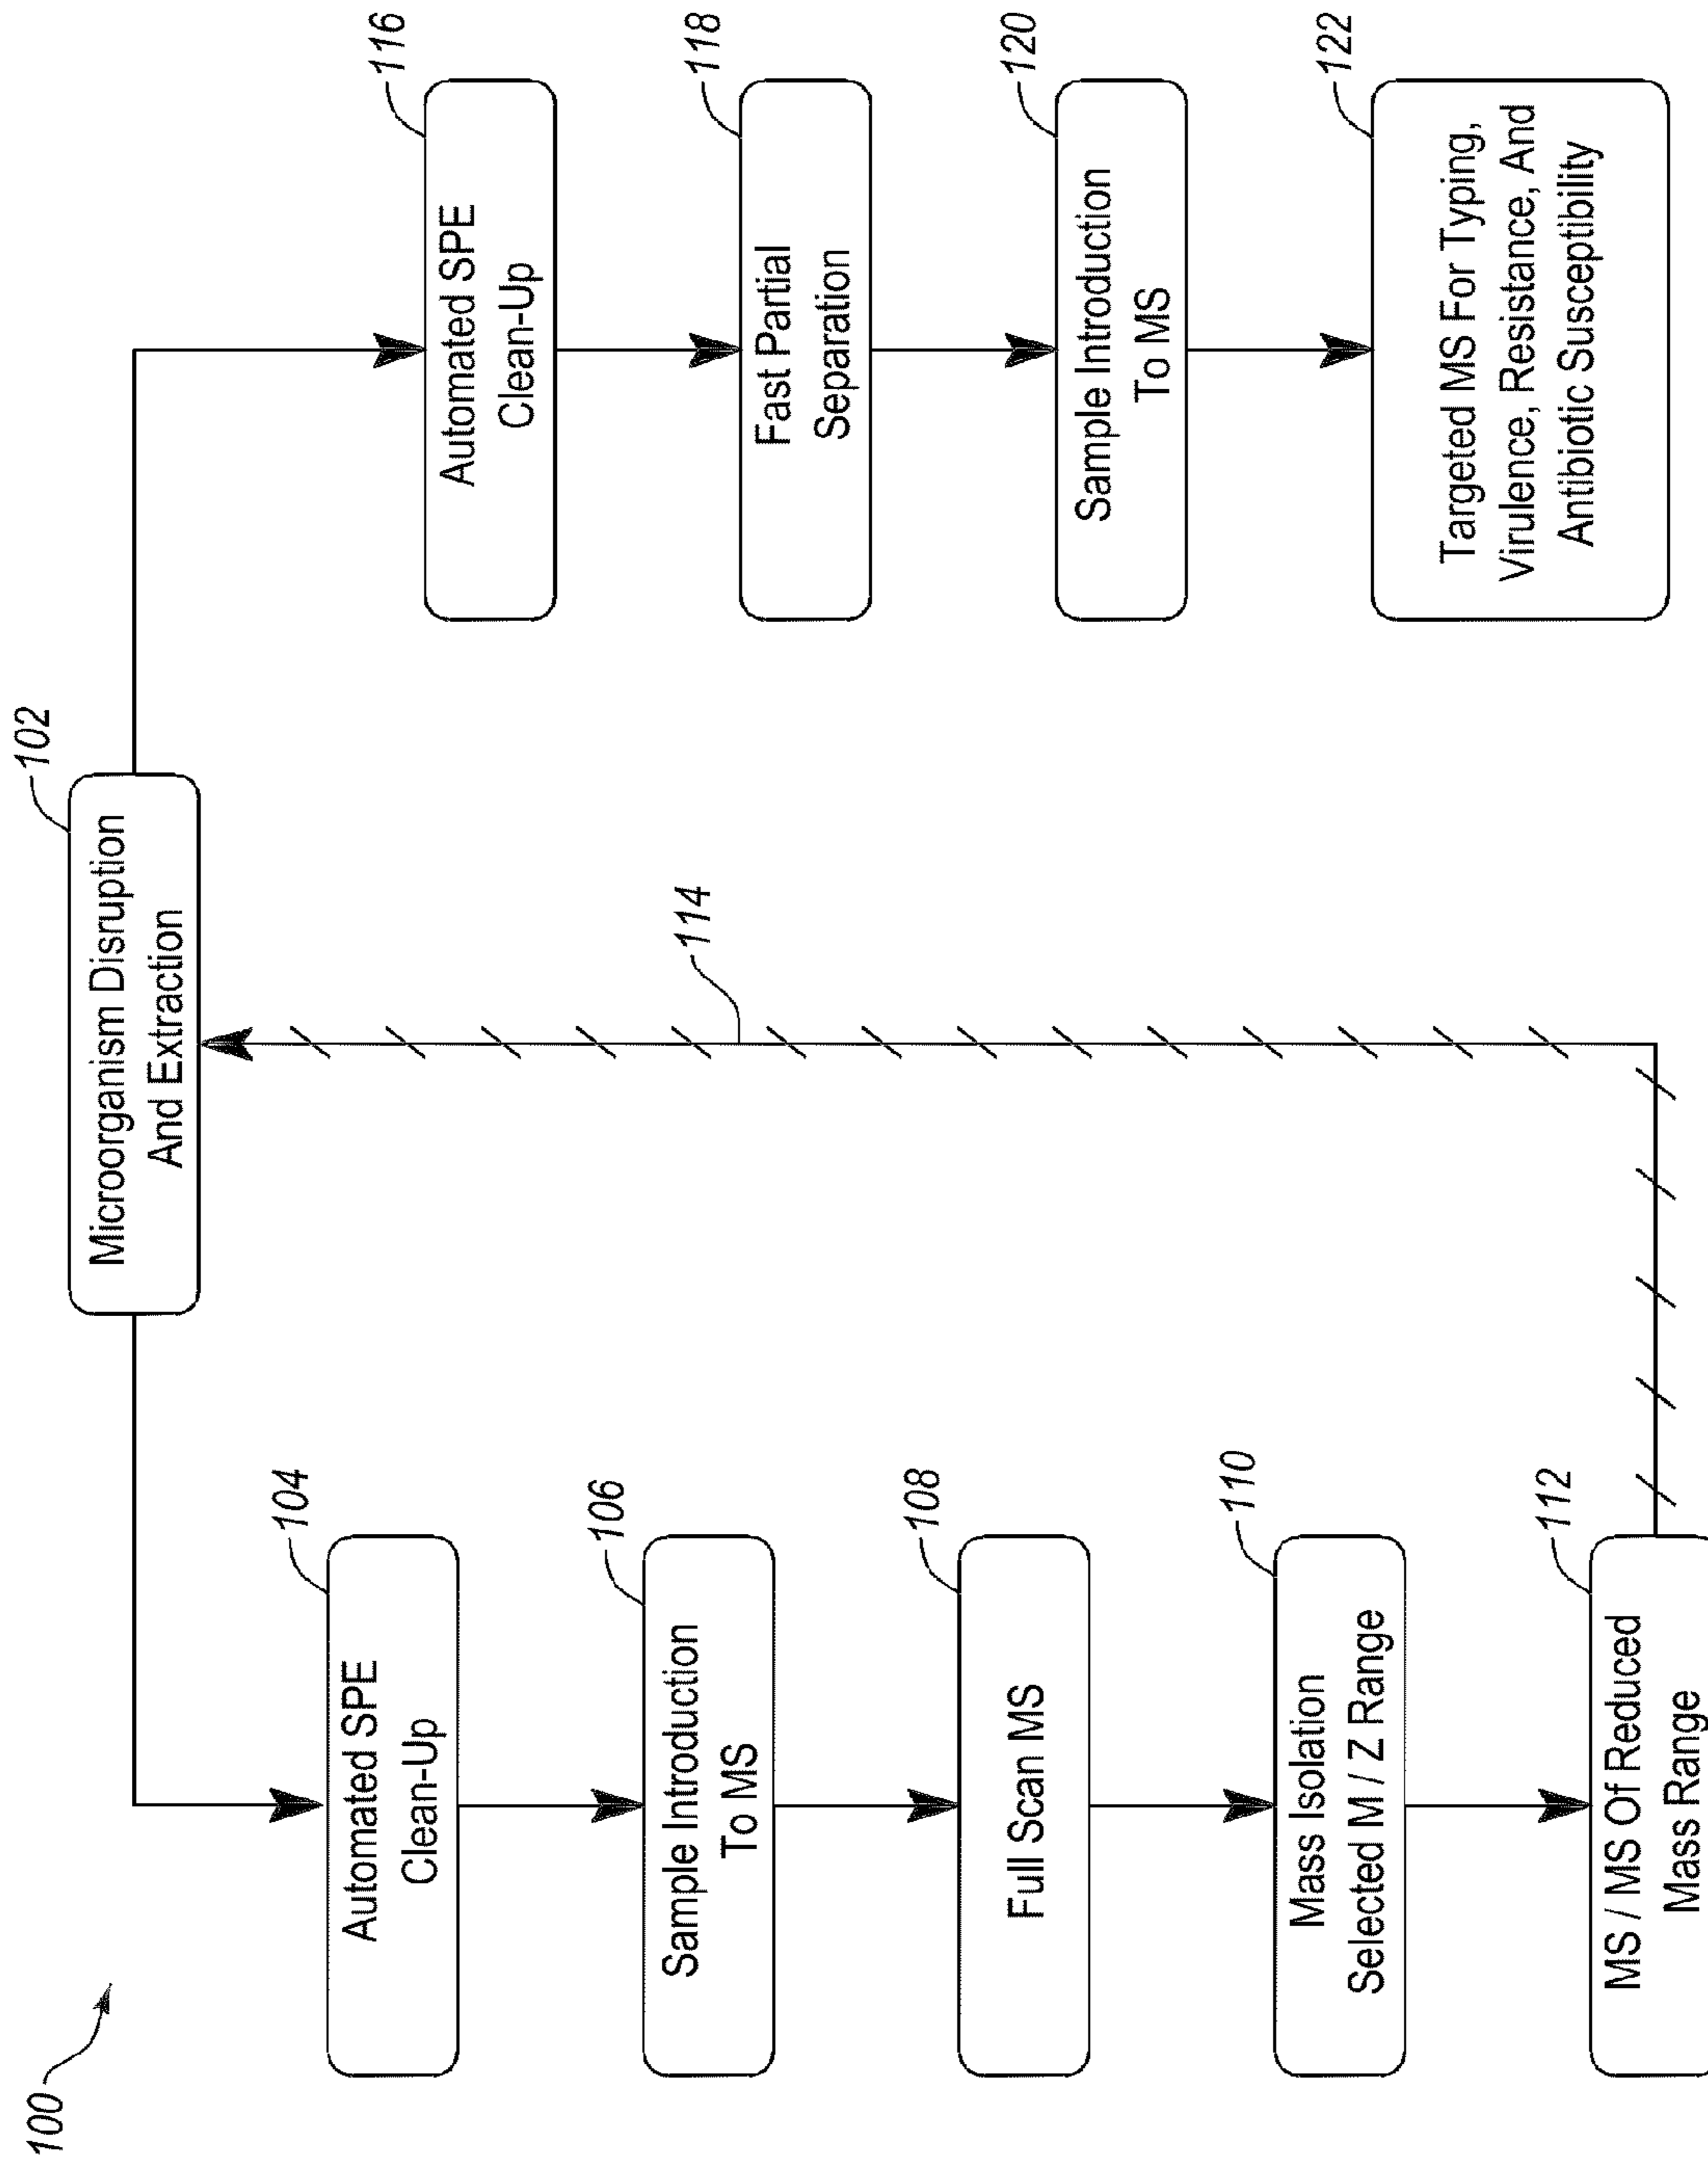 100
102
Microorganism Disruption
And Extraction
104
Automated SPE
Clean-Up
106
Sample Introduction
To MS
108
Full Scan MS
110
Mass Isolation
Selected M / Z Range
112
MS / MS Of Reduced
Mass Range
114
116
Automated SPE
Clean-Up
118
Fast Partial
Separation
120
Sample Introduction
To MS
122
Targeted MS For Typing,
Virulence, Resistance, And
Antibiotic Susceptibility